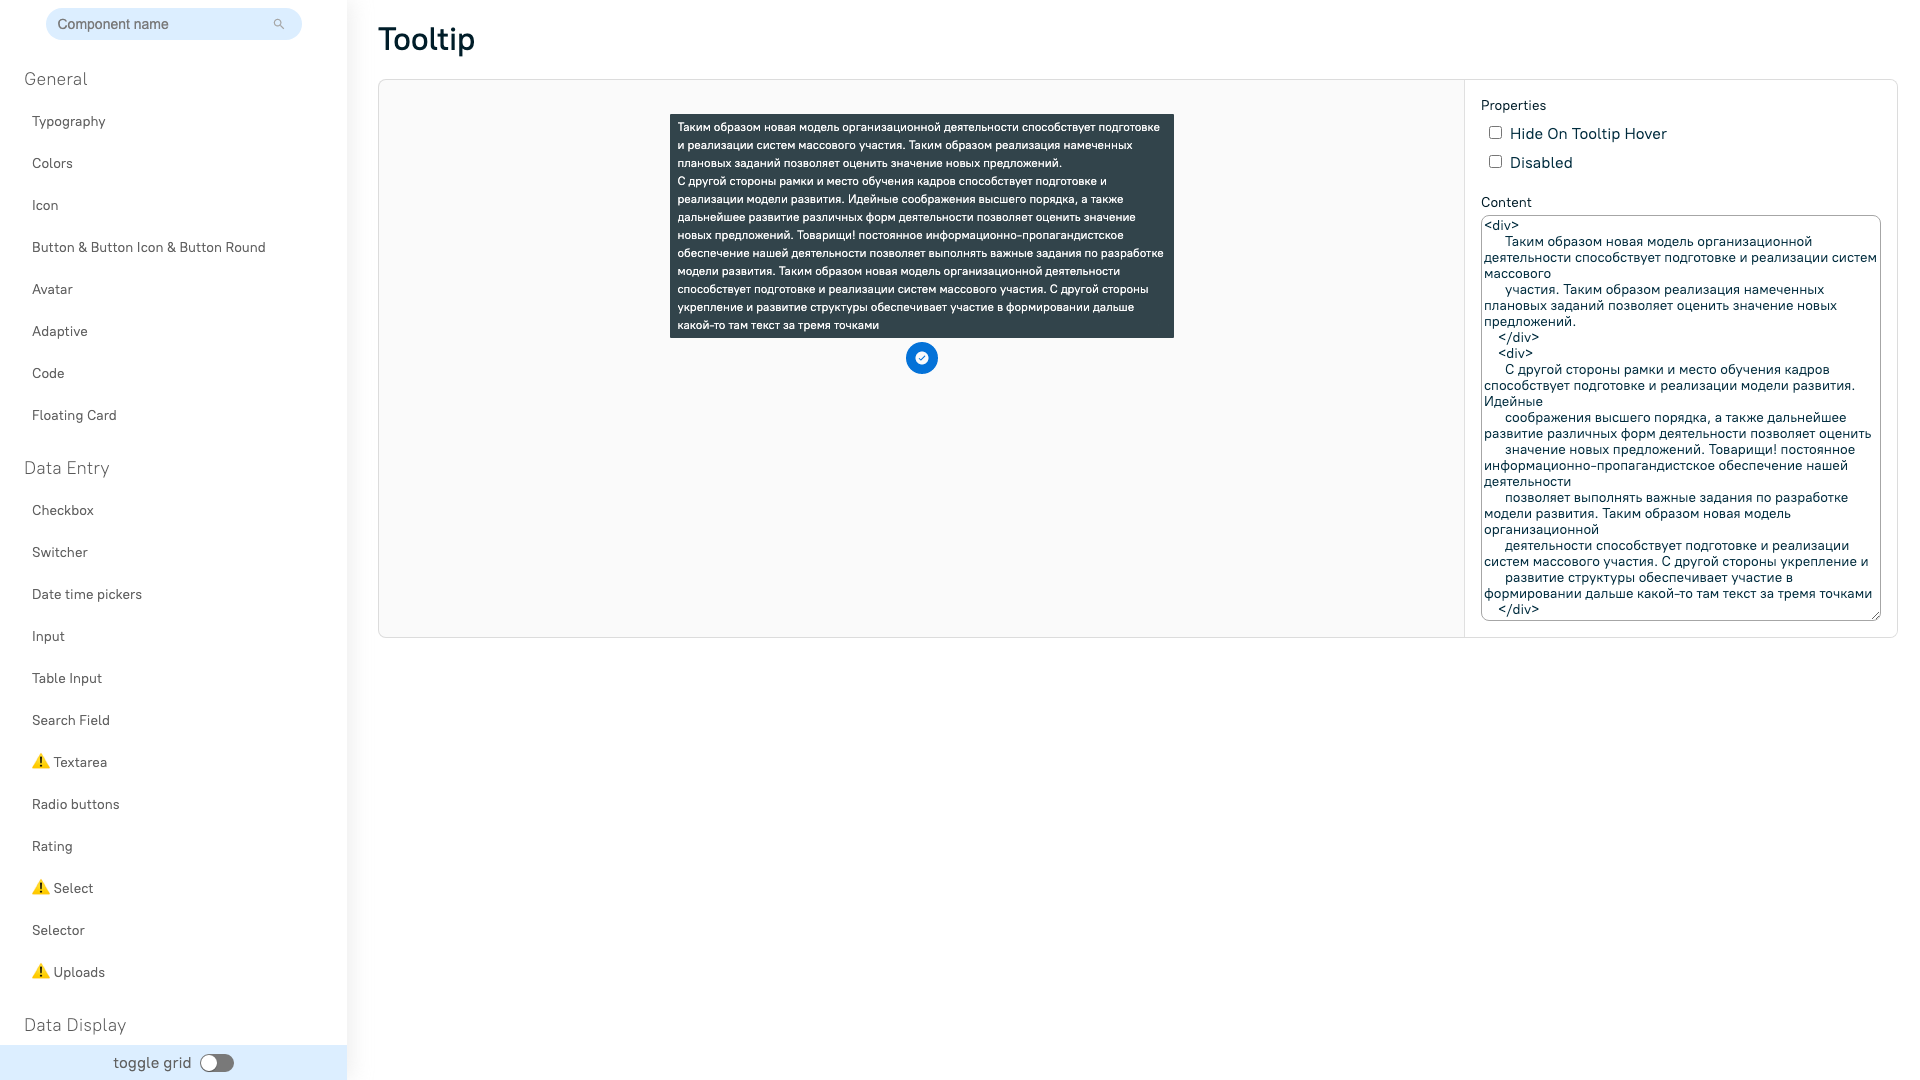 Component name
General
Typography
Colors
Icon
Button & Button Icon & Button Round
Avatar
Adaptive
Code
Floating Card
Data Entry
Checkbox
Switcher
Date time pickers
Input
Table Input
Search Field
Textarea
Radio buttons
Rating
Select
Selector
Uploads
Data Display
toggle grid
Tooltip
Таким образом новая модель организационной деятельности способствует подготовке
и реализации систем массового участия. Таким образом реализация намеченных
плановых заданий позволяет оценить значение новых предложений.
С другой стороны рамки и место обучения кадров способствует подготовке и
реализации модели развития. Идейные соображения высшего порядка, а также
дальнейшее развитие различных форм деятельности позволяет оценить значение
новых предложений. Товарищи! постоянное информационно-пропагандистское
обеспечение нашей деятельности позволяет выполнять важные задания по разработке
модели развития. Таким образом новая модель организационной деятельности
способствует подготовке и реализации систем массового участия. С другой стороны
укрепление и развитие структуры обеспечивает участие в формировании дальше
какой-то там текст за тремя точками
Properties
Hide On Tooltip Hover
Disabled
Content
<div>
Таким образом новая модель организационной
деятельности способствует подготовке и реализации систем
массового
участия. Таким образом реализация намеченных
плановых заданий позволяет оценить значение новых
предложений.
</div>
<div>
С другой стороны рамки и место обучения кадров
способствует подготовке и реализации модели развития.
Идейные
соображения высшего порядка, а также дальнейшее
развитие различных форм деятельности позволяет оценить
значение новых предложений. Товарищи! постоянное
информационно-пропагандистское обеспечение нашей
деятельности
позволяет выполнять важные задания по разработке
модели развития. Таким образом новая модель
организационной
деятельности способствует подготовке и реализации
систем массового участия. С другой стороны укрепление и
развитие структуры обеспечивает участие в
формировании дальше какой-то там текст за тремя точками
</div>